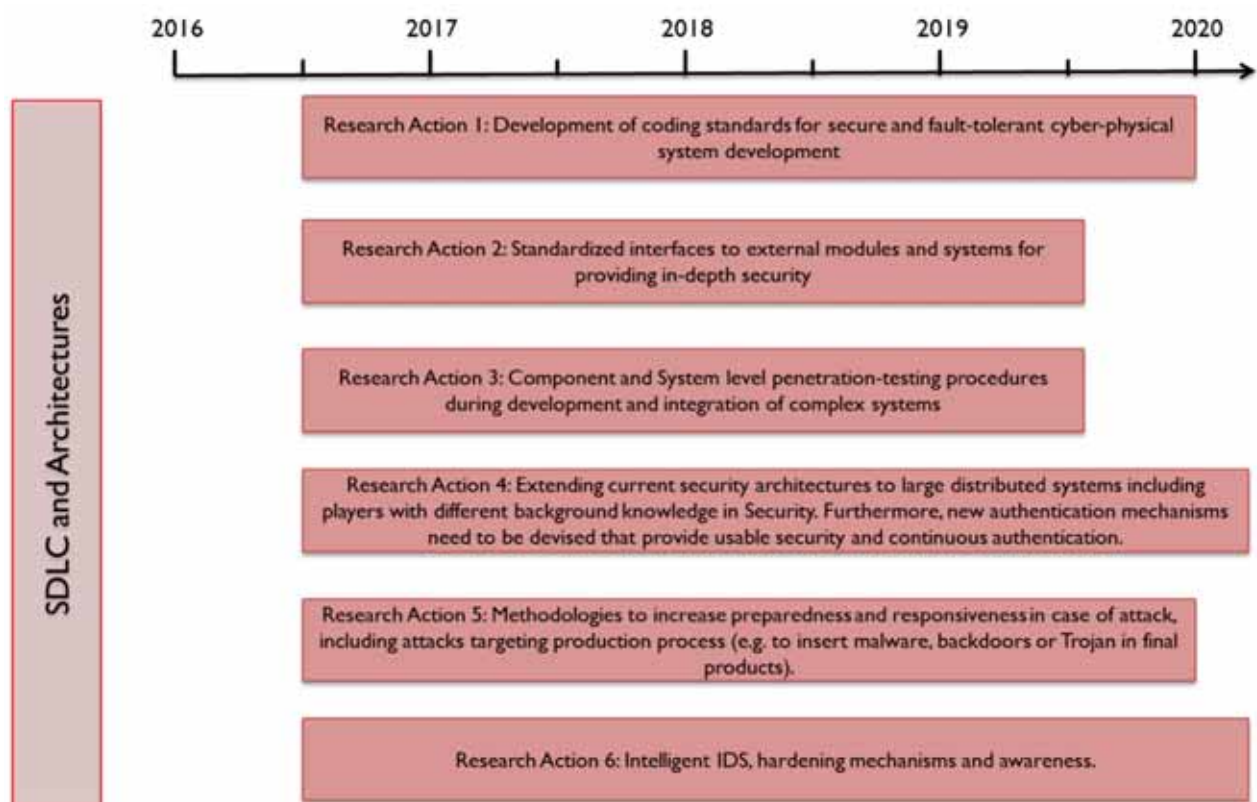 2016 2017 2018 2019 2020
SDLC and Architectures
Research Action 1: Development of coding standards for secure and fault-tolerant cyber-physical
system development
Research Action 2: Standardized interfaces to external modules and systems for
providing in-depth security
Research Action 3: Component and System level penetration-testing procedures
during development and integration of complex systems
Research Action 4: Extending current security architectures to large distributed systems including
players with different background knowledge in Security. Furthermore, new authentication mechanisms
need to be devised that provide usable security and continuous authentication.
Research Action 5: Methodologies to increase preparedness and responsiveness in case of attack,
including attacks targeting production process (e.g. to insert malware, backdoors or Trojan in final
products).
Research Action 6: Intelligent IDS, hardening mechanisms and awareness.